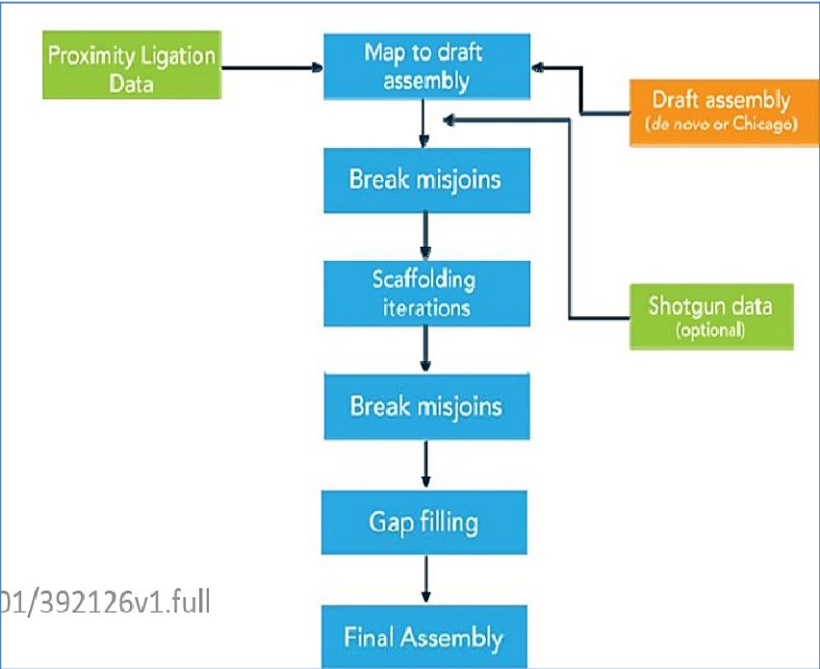 Proximity Ligation
Data
Map to draft
assembly
Draft assembly
(de novo or Chicago)
Break misjoins
Scaffolding
iterations
Shotgun data
(optional)
Break misjoins
Gap filling
01/392126v1.full
Final Assembly